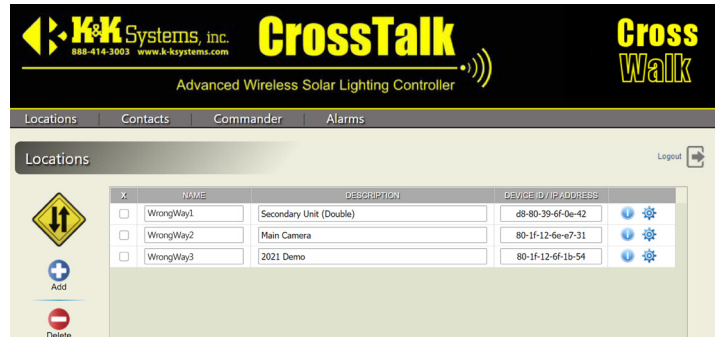 K&K Systems, inc.
888-414-3003 www.k-ksystems.com
CrossTalk
Advanced Wireless Solar Lighting Controller
Cross
Walk
Locations Contacts Commander Alarms
Locations
Logout
X NAME DESCRIPTION DEVICE ID / IP ADDRESS
WrongWay1 Secondary Unit (Double) d8-80-39-6f-0e-42
WrongWay2 Main Camera 80-1f-12-6e-e7-31
WrongWay3 2021 Demo 80-1f-12-6f-1b-54
Add
Delete